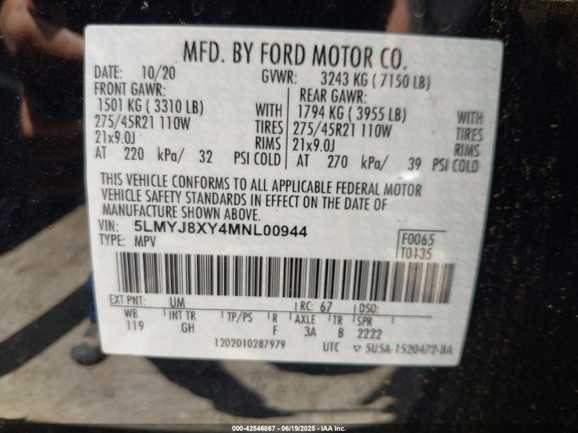 MFD. BY FORD MOTOR CO.
DATE: 10/20 GVWR: 3243 KG ( 7150 LB)
FRONT GAWR: REAR GAWR:
1501 KG ( 3310 LB) WITH 1794 KG ( 3955 LB) WITH
275/45R21 110W TIRES 275/45R21 110W TIRES
21x9.0J RIMS 21x9.0J RIMS
AT 220 kPa/ 32 PSI COLD AT 270 kPa/ 39 PSI COLD
THIS VEHICLE CONFORMS TO ALL APPLICABLE FEDERAL MOTOR
VEHICLE SAFETY STANDARDS IN EFFECT ON THE DATE OF
MANUFACTURE SHOWN ABOVE.
VIN: 5LMYJ8XY4MNL00944 F0065
TYPE: MPV T0135
EXT PNT: UM RC: 67 DSO:
WB INT TR TP/PS R AXLE TR SPR
119 GH F 3A B 2222
1202010287979 UTC ▽ 5U5A-1520472-BA
000-42546867 - 06/19/2025 - IAA Inc.